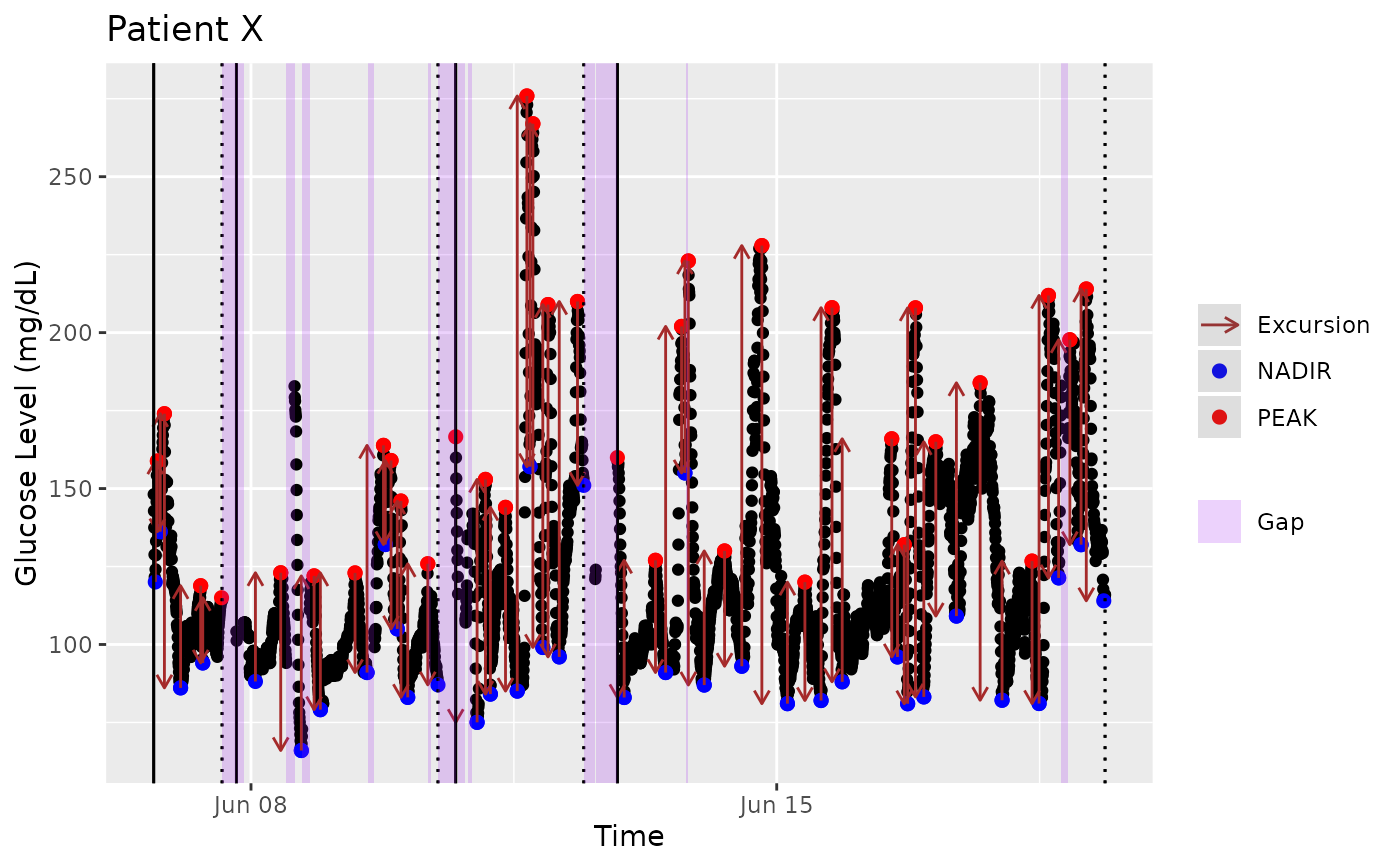 Patient X
Glucose Level (mg/dL)
250
200
150
100
Jun 08
Jun 15
Time
Excursion
NADIR
PEAK
Gap